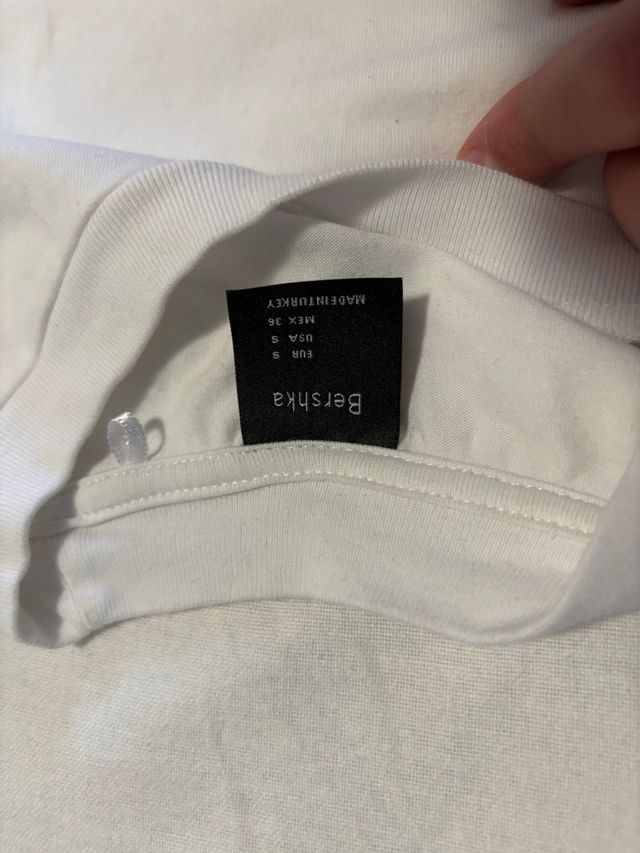 Bershka
EUR S
USA S
MEX 36
MADEINTURKEY